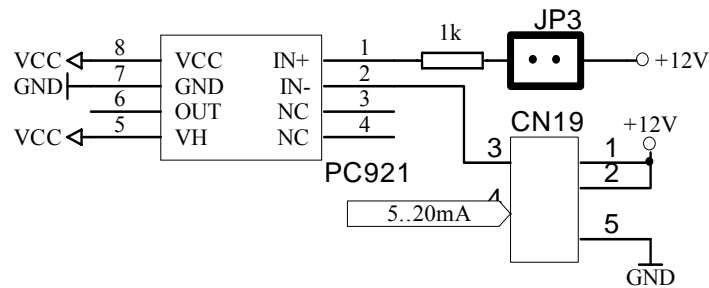 JP3
1k
+12V
VCC 8 VCC IN+ 1
GND 7 GND IN- 2
6 OUT NC 3
VCC 5 VH NC 4
PC921
CN19
+12V
3 1
2
4
5..20mA
5
GND